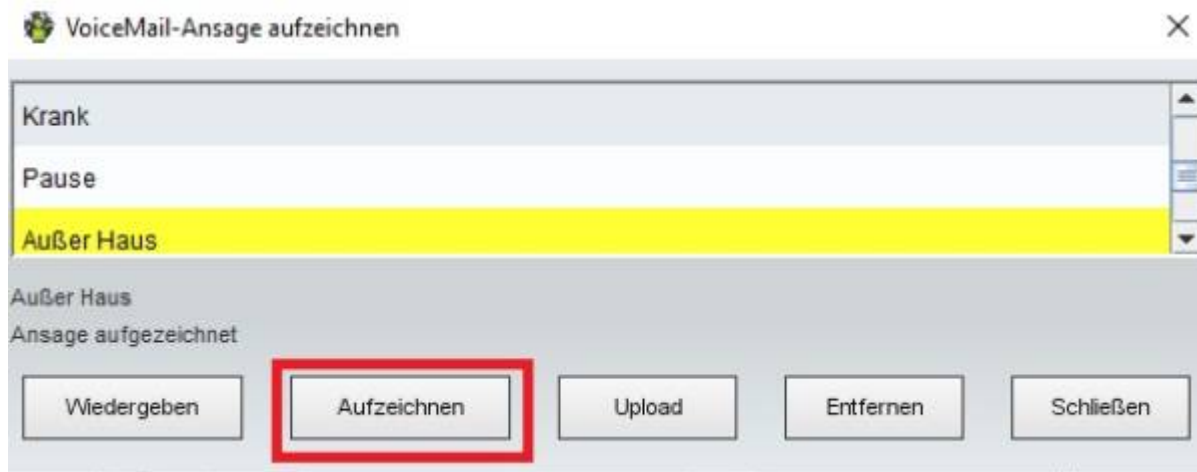 VoiceMail-Ansage aufzeichnen
Krank
Pause
Außer Haus
Außer Haus
Ansage aufgezeichnet
Wiedergeben Aufzeichnen Upload Entfernen Schließen